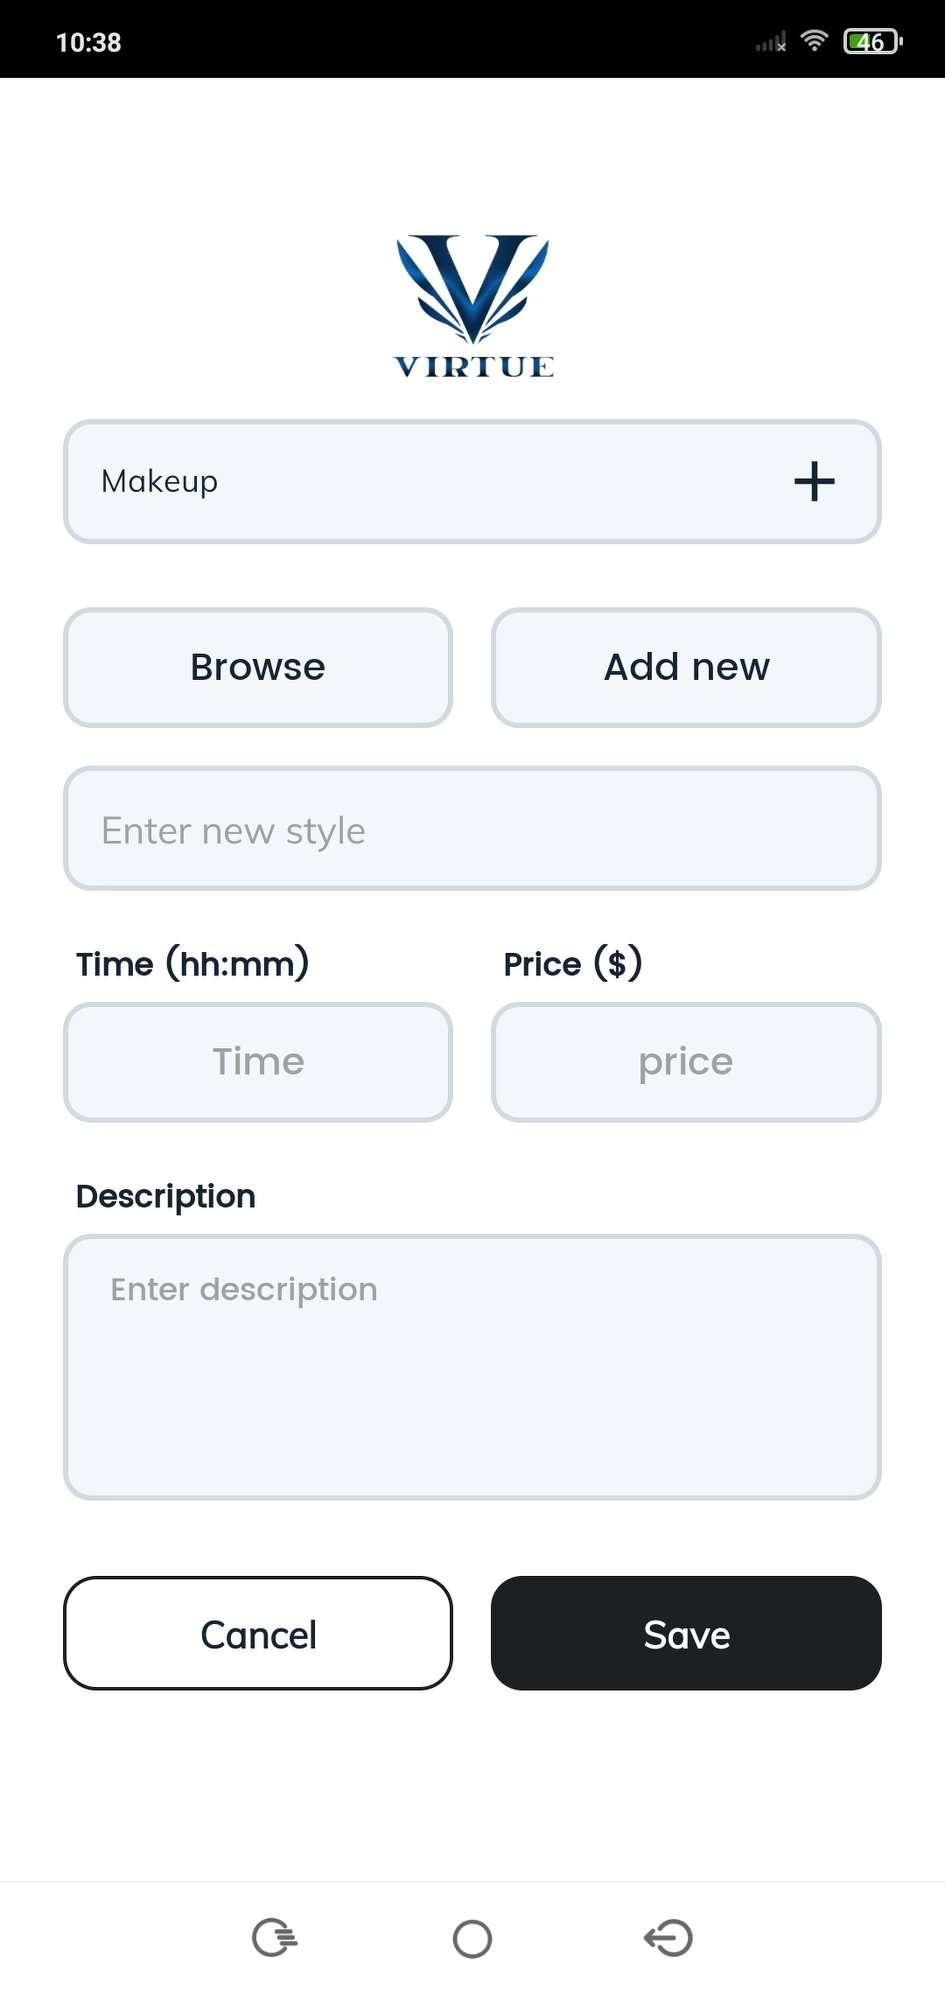 10:38
46
VIRTUE
Makeup
Browse
Add new
Enter new style
Time (hh:mm)
Price ($)
Time
price
Description
Enter description
Cancel
Save